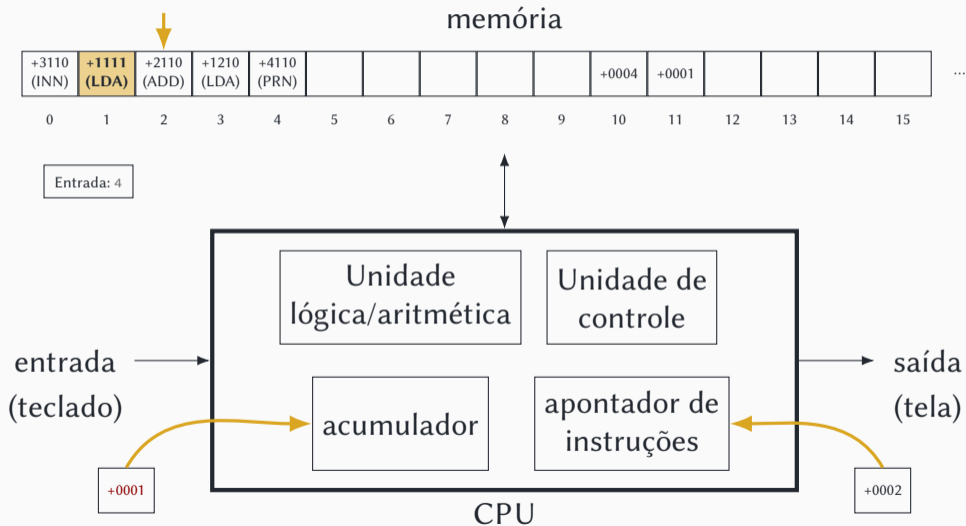 memória
+3110 +1111 +2110 +1210 +4110 +0004 +0001 ...
(INN) (LDA) (ADD) (LDA) (PRN)
0 1 2 3 4 5 6 7 8 9 10 11 12 13 14 15
Entrada: 4
Unidade
lógica/aritmética
Unidade de
controle
entrada
(teclado)
saída
(tela)
acumulador
apontador de
instruções
+0001
+0002
CPU